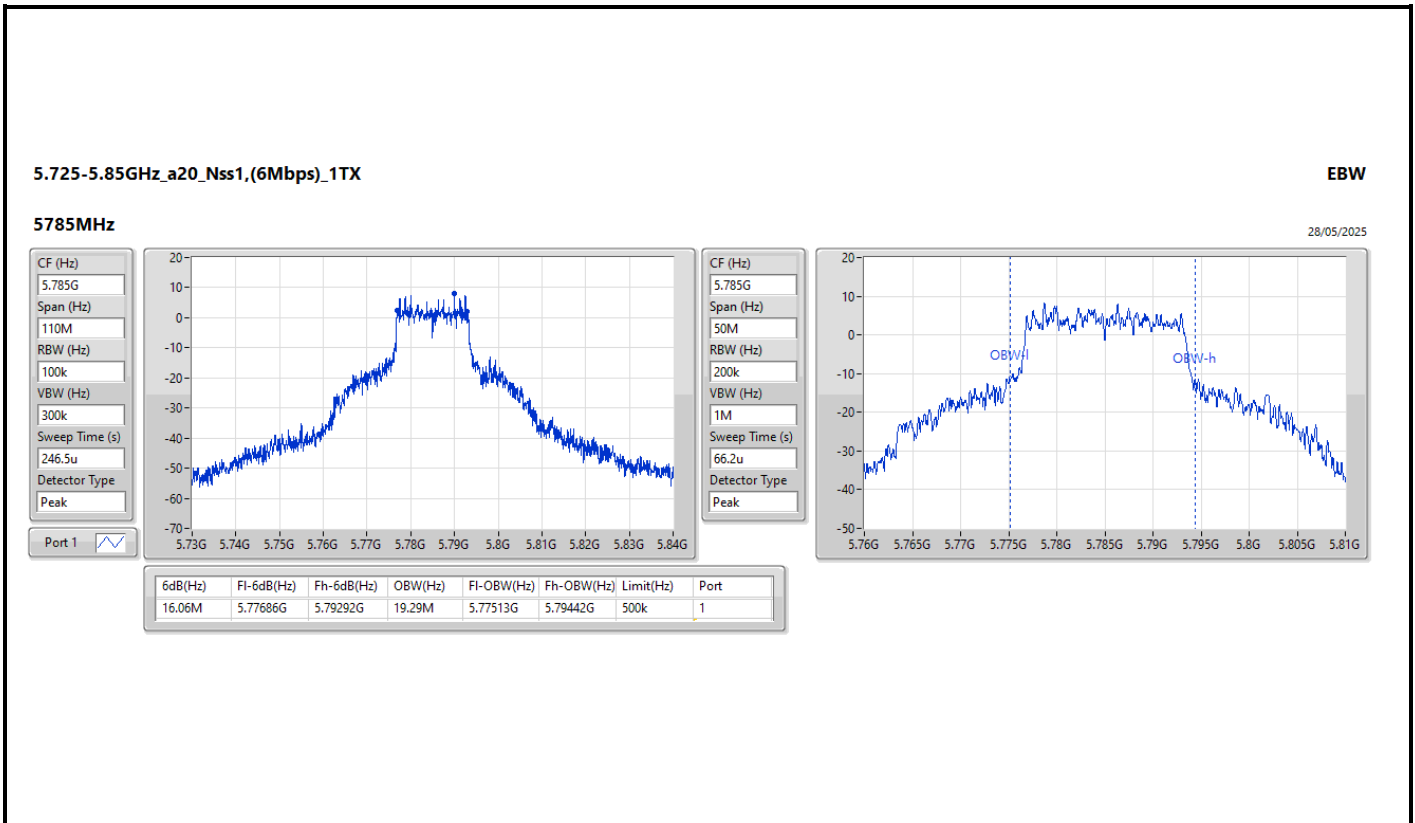 5.725-5.85GHz_a20_Nss1,(6Mbps)_1TX
EBW
5785MHz
28/05/2025
CF (Hz)
5.785G
Span (Hz)
110M
RBW (Hz)
100k
VBW (Hz)
300k
Sweep Time (s)
246.5u
Detector Type
Peak
Port 1
20
10
0
-10
-20
-30
-40
-50
-60
-70
5.73G 5.74G 5.75G 5.76G 5.77G 5.78G 5.79G 5.8G 5.81G 5.82G 5.83G 5.84G
CF (Hz)
5.785G
Span (Hz)
50M
RBW (Hz)
200k
VBW (Hz)
1M
Sweep Time (s)
66.2u
Detector Type
Peak
20
10
0
-10
-20
-30
-40
-50
OBW-l
OBW-h
5.76G 5.765G 5.77G 5.775G 5.78G 5.785G 5.79G 5.795G 5.8G 5.805G 5.81G
6dB(Hz) Fl-6dB(Hz) Fh-6dB(Hz) OBW(Hz) Fl-OBW(Hz) Fh-OBW(Hz) Limit(Hz) Port
16.06M 5.77686G 5.79292G 19.29M 5.77513G 5.79442G 500k 1